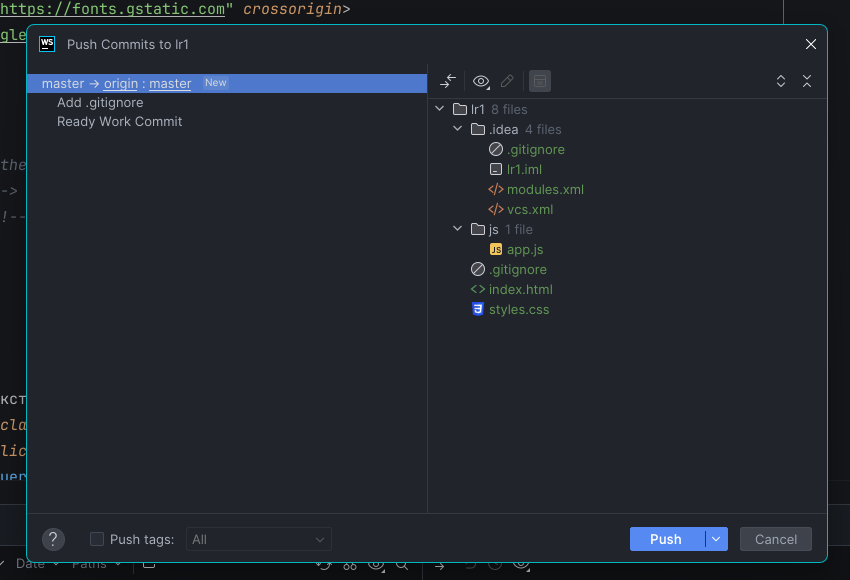 https://fonts.gstatic.com" crossorigin>
gle
WS
Push Commits to lr1
master → origin : master New
Add .gitignore
Ready Work Commit
lr1 8 files
.idea 4 files
.gitignore
lr1.iml
modules.xml
vcs.xml
js 1 file
JS app.js
.gitignore
index.html
styles.css
the
->
!--
кст
cla
lic
uer
? Push tags: All
Push
Cancel
Date Paths